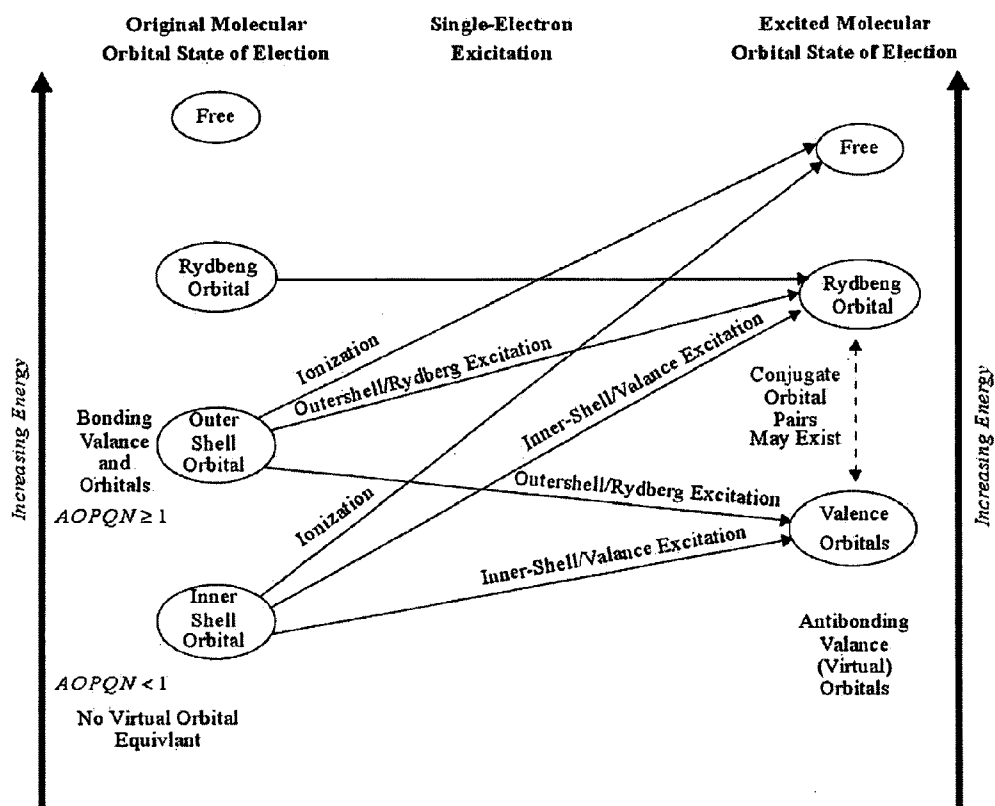 Original Molecular
Orbital State of Election
Single-Electron
Exicitation
Excited Molecular
Orbital State of Election
Free
Free
Rydbeng
Orbital
Rydbeng
Orbital
Ionization
Outershell/Rydberg Excitation
Inner-Shell/Valance Excitation
Conjugate
Orbital
Pairs
May Exist
Increasing Energy
Increasing Energy
Bonding
Valance
and
Orhitals
Outer
Shell
Orbital
AOPQN ≥ 1
Outershell/Rydberg Excitation
Ionization
Valence
Orbitals
Inner-Shell/Valance Excitation
Inner
Shell
Orbital
Antibonding
Valance
(Virtual)
Orbitals
AOPQN < 1
No Virtual Orbital
Equivlant